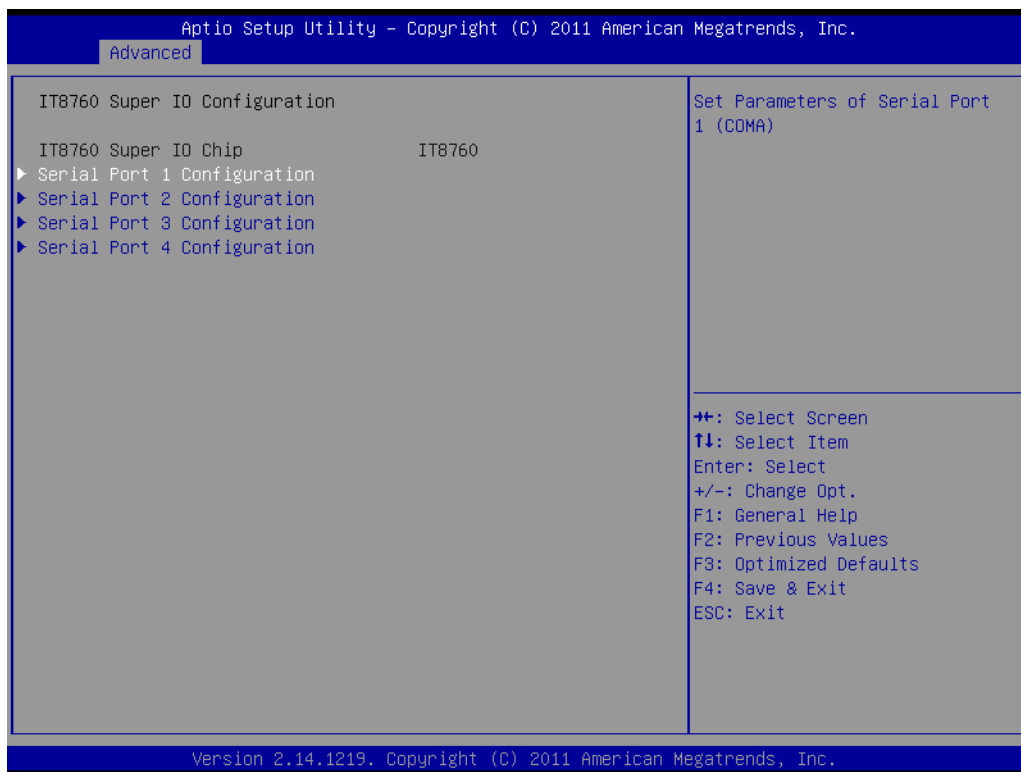 Aptio Setup Utility – Copyright (C) 2011 American Megatrends, Inc.
Advanced
IT8760 Super IO Configuration
IT8760 Super IO Chip IT8760
► Serial Port 1 Configuration
► Serial Port 2 Configuration
► Serial Port 3 Configuration
► Serial Port 4 Configuration
Set Parameters of Serial Port
1 (COMA)
→←: Select Screen
↑↓: Select Item
Enter: Select
+/-: Change Opt.
F1: General Help
F2: Previous Values
F3: Optimized Defaults
F4: Save & Exit
ESC: Exit
Version 2.14.1219. Copyright (C) 2011 American Megatrends, Inc.